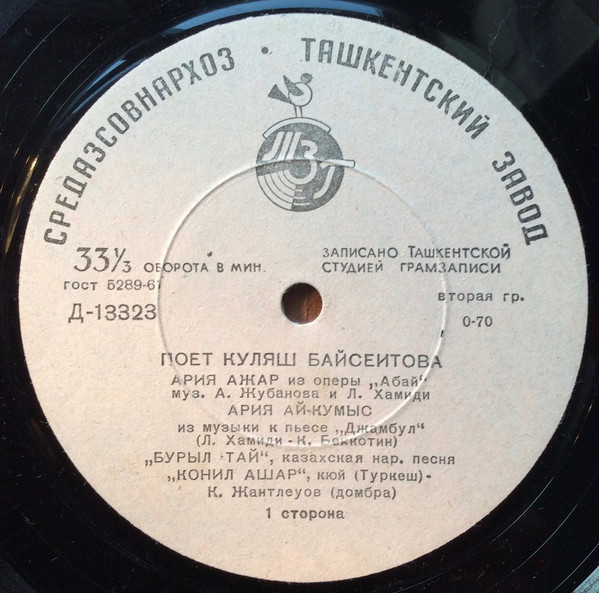 СРЕДАЗСОВНАРХОЗ · ТАШКЕНТСКИЙ ЗАВОД
ТЗГ
33⅓ ОБОРОТА В МИН.
ГОСТ 5289-61
Д-13323
ЗАПИСАНО ТАШКЕНТСКОЙ
СТУДИЕЙ ГРАМЗАПИСИ
вторая гр.
0-70
ПОЕТ КУЛЯШ БАЙСЕИТОВА
АРИЯ АЖАР из оперы „Абай"
муз. А. Жубанова и Л. Хамиди
АРИЯ АЙ-КУМЫС
из музыки к пьесе „Джамбул"
(Л. Хамиди - К. Беккотин)
„БУРЫЛ ТАЙ", казахская нар. песня
„КОНИЛ АШАР", кюй (Туркеш)-
К. Жантлеуов (домбра)
1 сторона